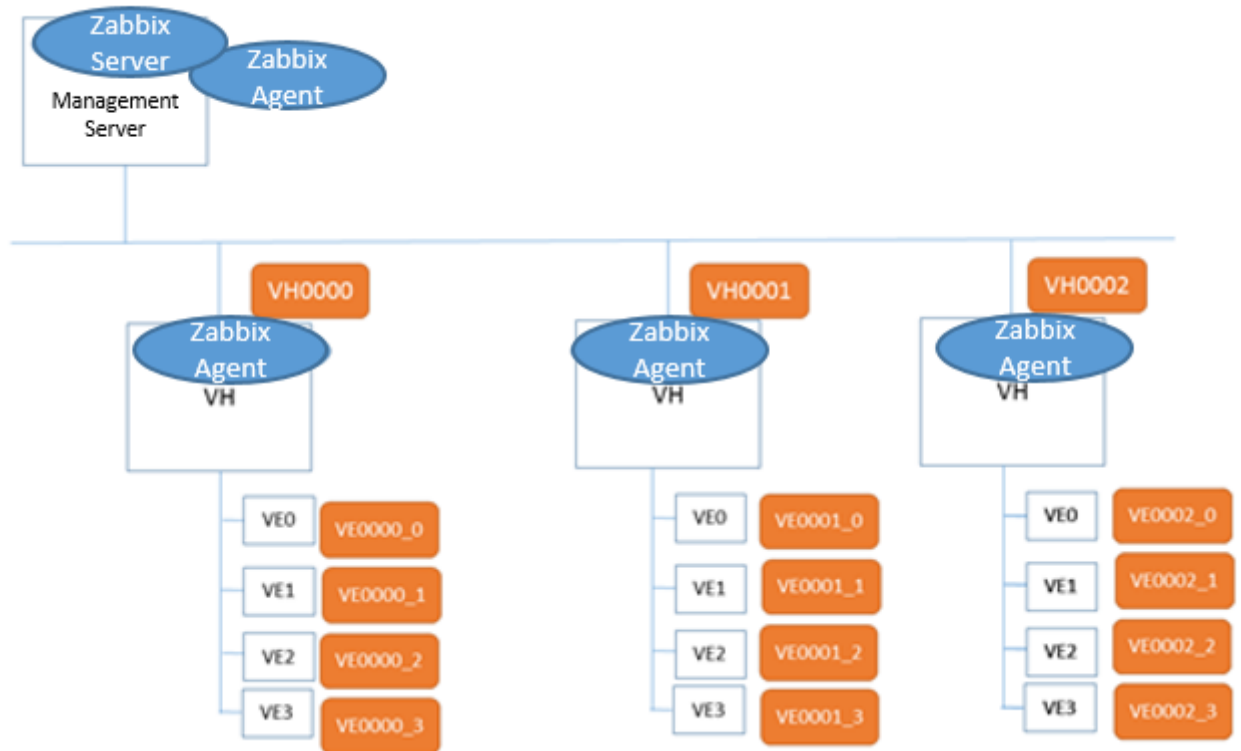 Zabbix
Server
Zabbix
Agent
Management
Server
VH0000
VH0001
VH0002
Zabbix
Agent
VH
Zabbix
Agent
VH
Zabbix
Agent
VH
VE0
VE0000_0
VE1
VE0000_1
VE2
VE0000_2
VE3
VE0000_3
VE0
VE0001_0
VE1
VE0001_1
VE2
VE0001_2
VE3
VE0001_3
VE0
VE0002_0
VE1
VE0002_1
VE2
VE0002_2
VE3
VE0002_3